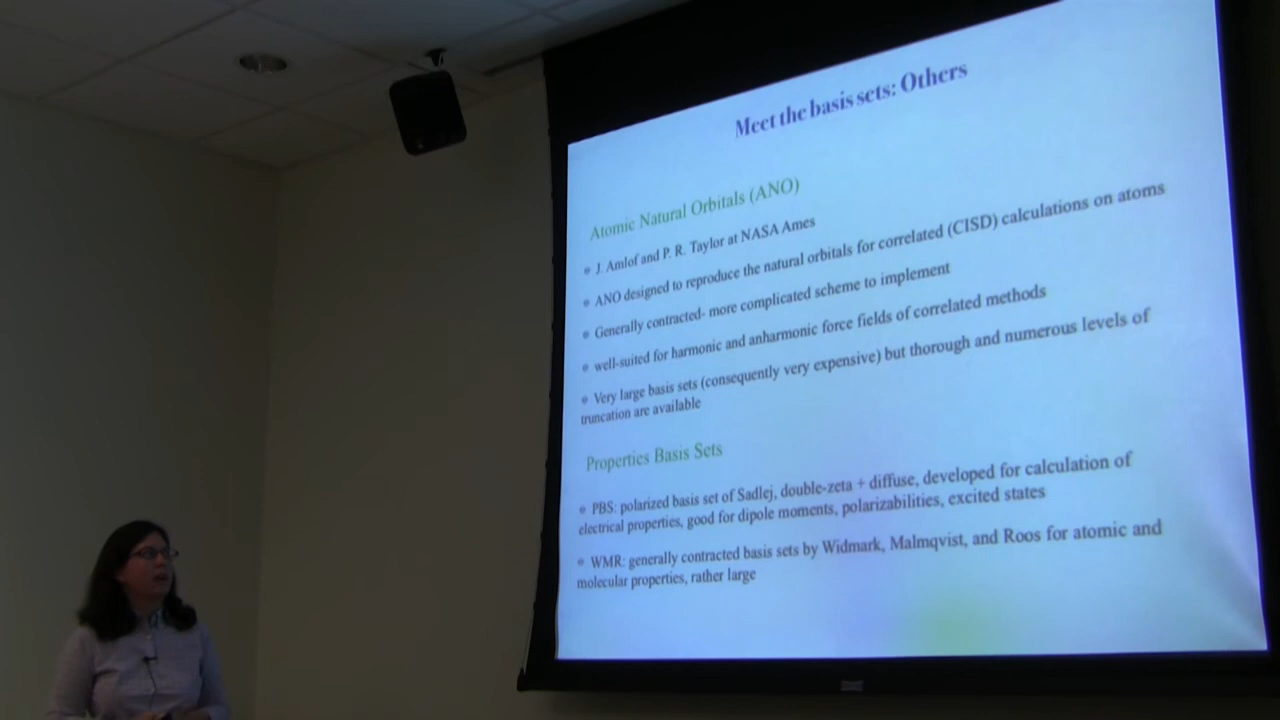 Meet the basis sets: Others
Atomic Natural Orbitals (ANO)
J. Amlof and P. R. Taylor at NASA Ames
ANO designed to reproduce the natural orbitals for correlated (CISD) calculations on atoms
Generally contracted- more complicated scheme to implement
well-suited for harmonic and anharmonic force fields of correlated methods
Very large basis sets (consequently very expensive) but thorough and numerous levels of
truncation are available
Properties Basis Sets
PBS: polarized basis set of Sadlej, double-zeta + diffuse, developed for calculation of
electrical properties, good for dipole moments, polarizabilities, excited states
WMR: generally contracted basis sets by Widmark, Malmqvist, and Roos for atomic and
molecular properties, rather large